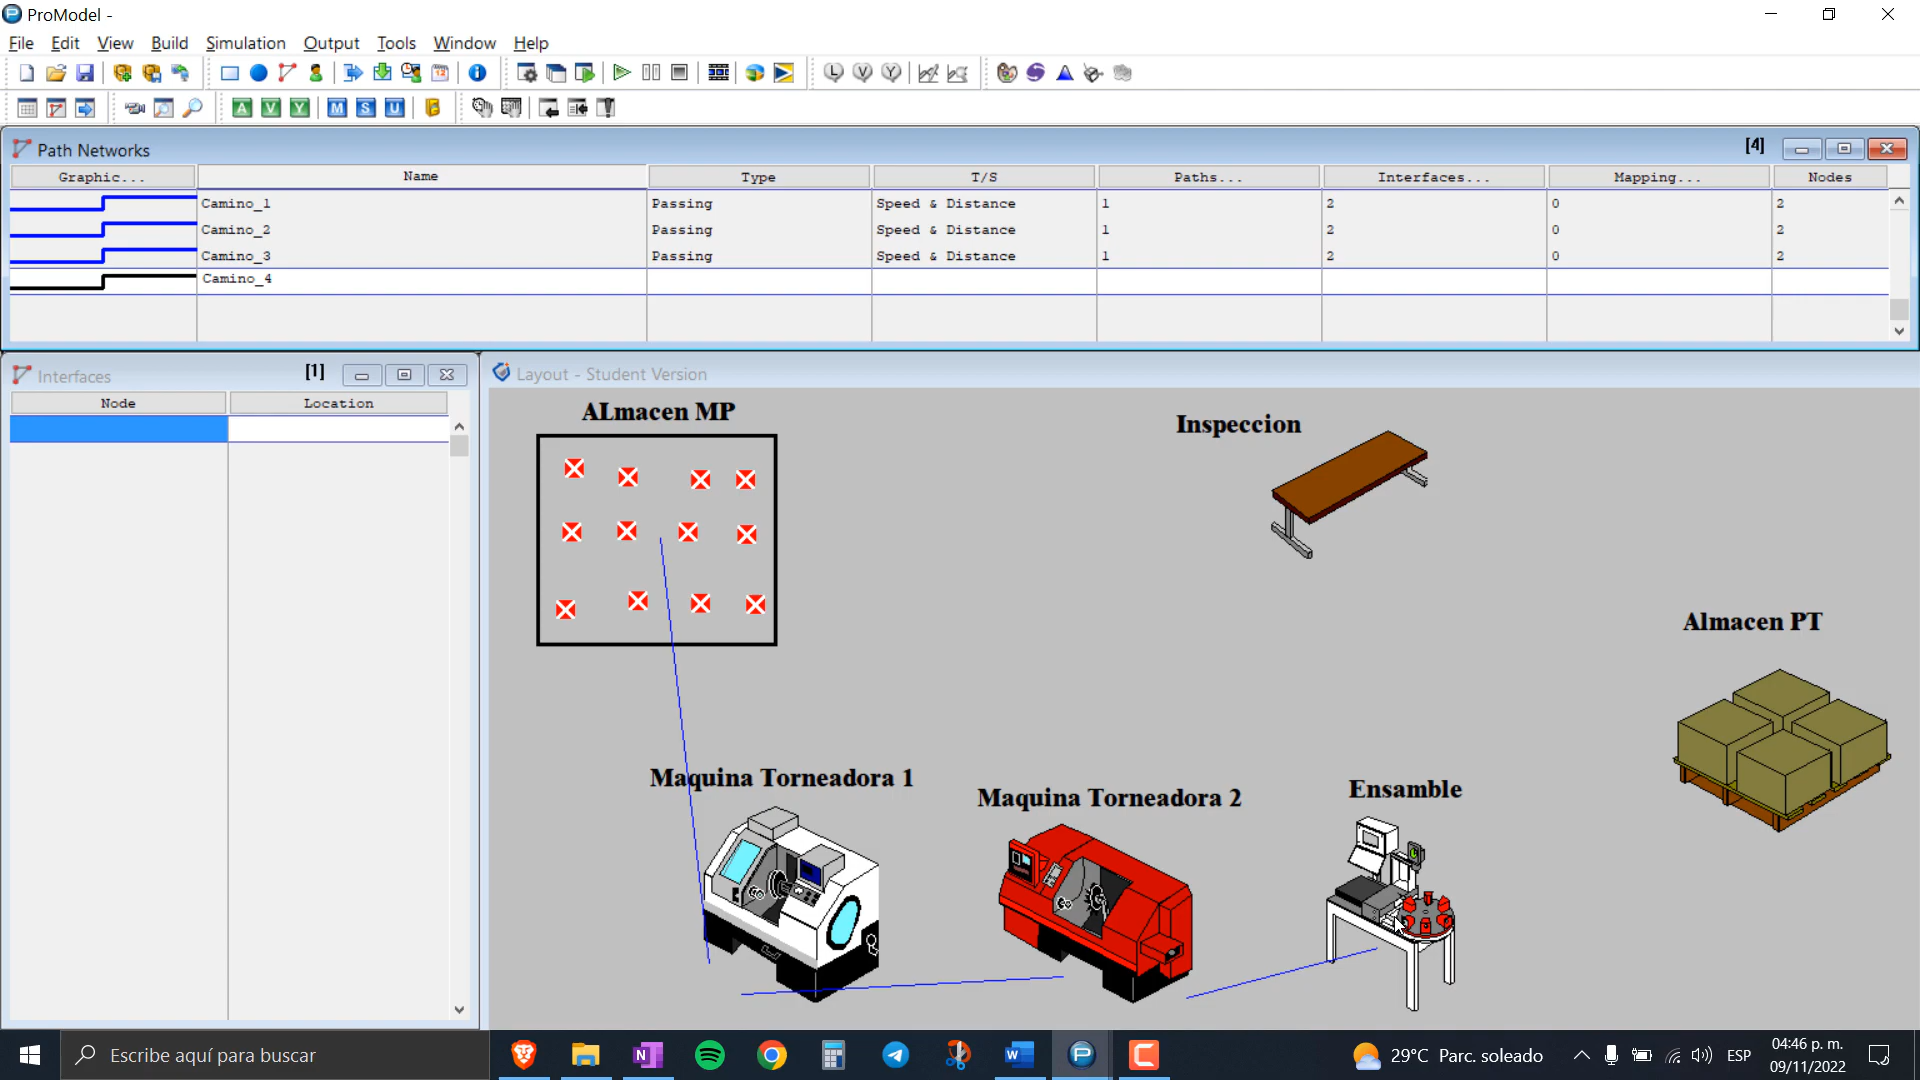 ProModel -
File Edit View Build Simulation Output Tools Window Help
L V Y
A V Y M S U
Path Networks [4]
Graphic... Name Type T/S Paths... Interfaces... Mapping... Nodes
Camino_1 Passing Speed & Distance 1 2 0 2
Camino_2 Passing Speed & Distance 1 2 0 2
Camino_3 Passing Speed & Distance 1 2 0 2
Camino_4
Interfaces [1]
Node Location
Layout - Student Version
ALmacen MP
Inspeccion
Almacen PT
Maquina Torneadora 1
Maquina Torneadora 2
Ensamble
Escribe aquí para buscar
29°C Parc. soleado
ESP
04:46 p. m.
09/11/2022